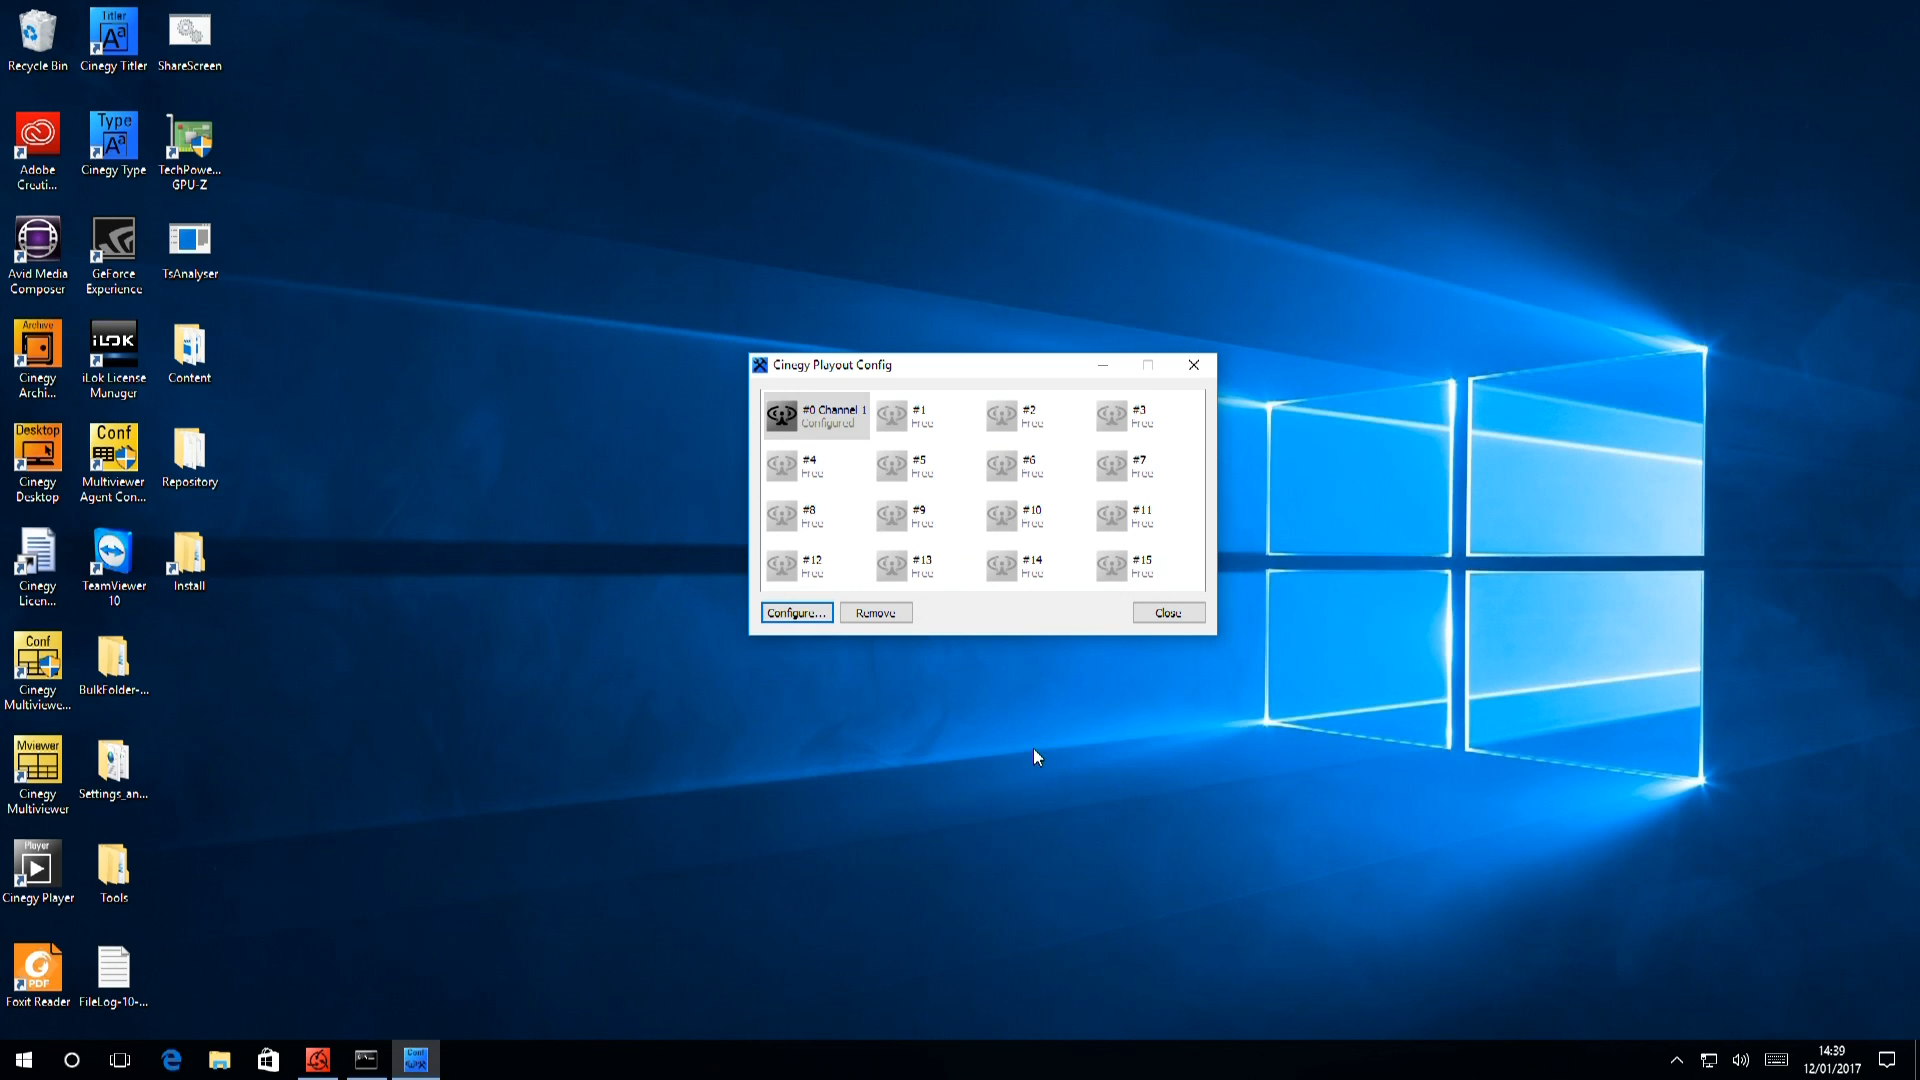 Recycle Bin
Titler
Aa
Cinegy Titler
ShareScreen
Adobe
Creati...
Type
Aa
Cinegy Type
TechPowe...
GPU-Z
Avid Media
Composer
GeForce
Experience
TsAnalyser
Archive
Cinegy
Archi...
iLOK
iLok License
Manager
Content
Desktop
Cinegy
Desktop
Conf
Multiviewer
Agent Con...
Repository
Cinegy
Licen...
TeamViewer
10
Install
Conf
Cinegy
Multiviewe...
BulkFolder-...
Mviewer
Cinegy
Multiviewer
Settings_an...
Player
Cinegy Player
Tools
PDF
Foxit Reader
FileLog-10-...
Cinegy Playout Config
#0 Channel 1
Configured
#1
Free
#2
Free
#3
Free
#4
Free
#5
Free
#6
Free
#7
Free
#8
Free
#9
Free
#10
Free
#11
Free
#12
Free
#13
Free
#14
Free
#15
Free
Configure...
Remove
Close
Conf
14:39
12/01/2017